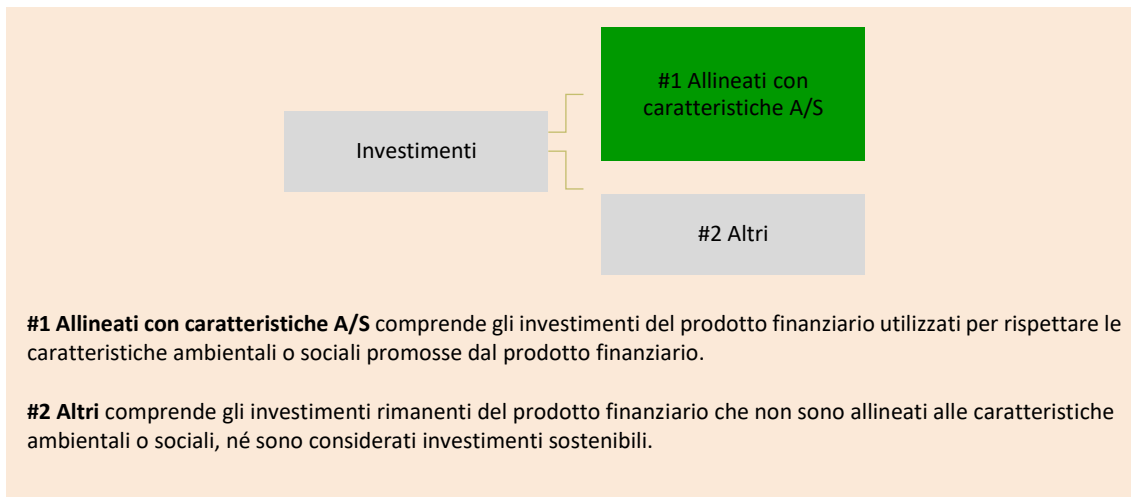 #1 Allineati con
caratteristiche A/S
Investimenti
#2 Altri
#1 Allineati con caratteristiche A/S comprende gli investimenti del prodotto finanziario utilizzati per rispettare le
caratteristiche ambientali o sociali promosse dal prodotto finanziario.
#2 Altri comprende gli investimenti rimanenti del prodotto finanziario che non sono allineati alle caratteristiche
ambientali o sociali, né sono considerati investimenti sostenibili.